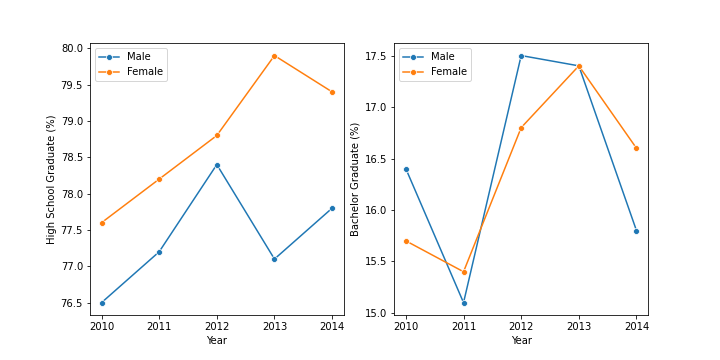 High School Graduate (%)
80.0
79.5
79.0
78.5
78.0
77.5
77.0
76.5
Male
Female
2010 2011 2012 2013 2014
Year
Bachelor Graduate (%)
17.5
17.0
16.5
16.0
15.5
15.0
Male
Female
2010 2011 2012 2013 2014
Year